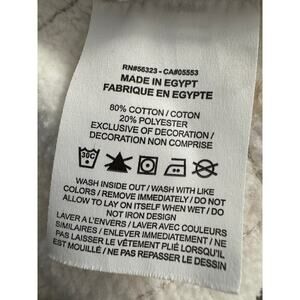 RN#56323 - CA#05553
MADE IN EGYPT
FABRIQUE EN EGYPTE
80% COTTON / COTON
20% POLYESTER
EXCLUSIVE OF DECORATION /
DECORATION NON COMPRISE
30C
WASH INSIDE OUT / WASH WITH LIKE
COLORS / REMOVE IMMEDIATELY / DO NOT
ALLOW TO LAY ON ITSELF WHEN WET / DO
NOT IRON DESIGN
LAVER A L'ENVERS / LAVER AVEC COULEURS
SIMILAIRES / ENLEVER IMMEDIATEMENT / NE
PAS LAISSER LE VÊTEMENT PLIÉ LORSQU'IL
EST MOUILLÉ / NE PAS REPASSER LE DESSIN